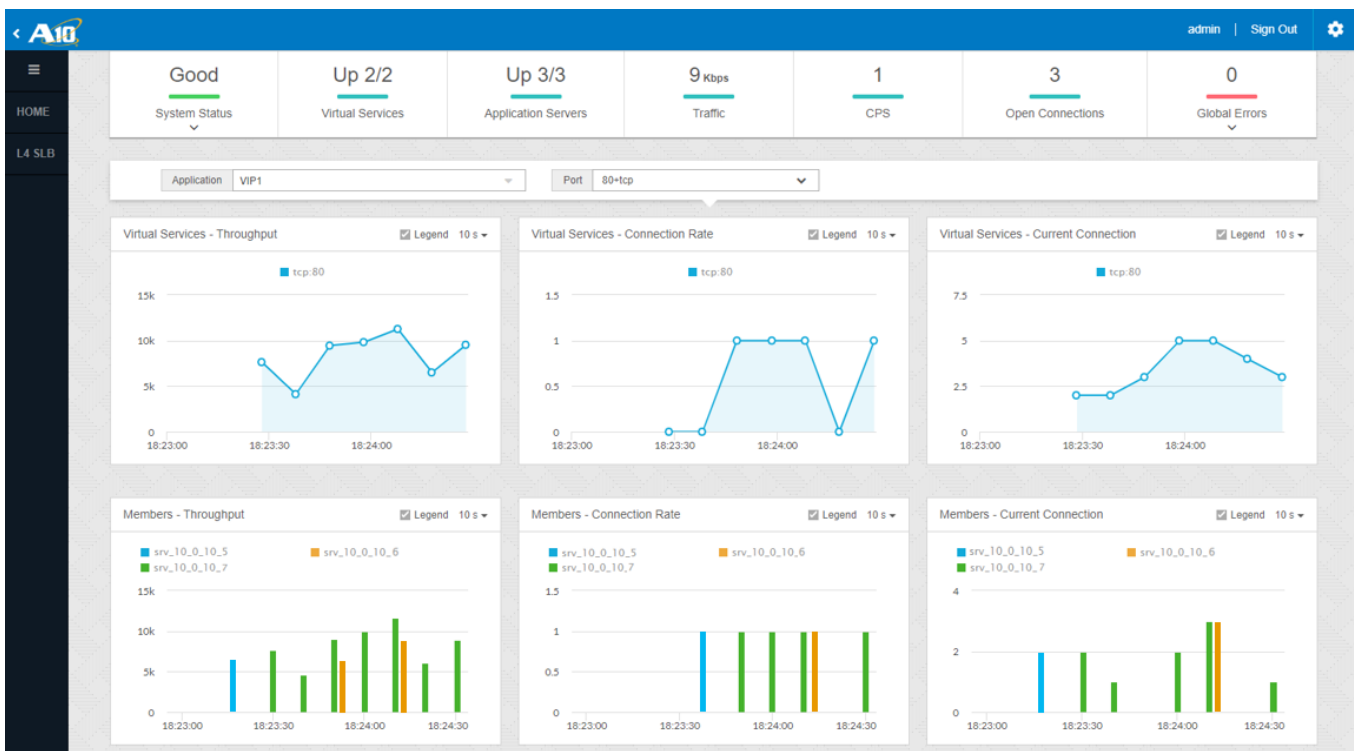 A10 admin | Sign Out
Good Up 2/2 Up 3/3 9 Kbps 1 3 0
System Status Virtual Services Application Servers Traffic CPS Open Connections Global Errors
HOME
L4 SLB
Application VIP1 Port 80+tcp
Virtual Services - Throughput Legend 10 s
tcp:80
15k
10k
5k
0
18:23:00 18:23:30 18:24:00
Virtual Services - Connection Rate Legend 10 s
tcp:80
1.5
1
0.5
0
18:23:00 18:23:30 18:24:00
Virtual Services - Current Connection Legend 10 s
tcp:80
7.5
5
2.5
0
18:23:00 18:23:30 18:24:00
Members - Throughput Legend 10 s
srv_10_0_10_5 srv_10_0_10_6
srv_10_0_10_7
15k
10k
5k
0
18:23:00 18:23:30 18:24:00 18:24:30
Members - Connection Rate Legend 10 s
srv_10_0_10_5 srv_10_0_10_6
srv_10_0_10_7
1.5
1
0.5
0
18:23:00 18:23:30 18:24:00 18:24:30
Members - Current Connection Legend 10 s
srv_10_0_10_5 srv_10_0_10_6
srv_10_0_10_7
4
2
0
18:23:00 18:23:30 18:24:00 18:24:30